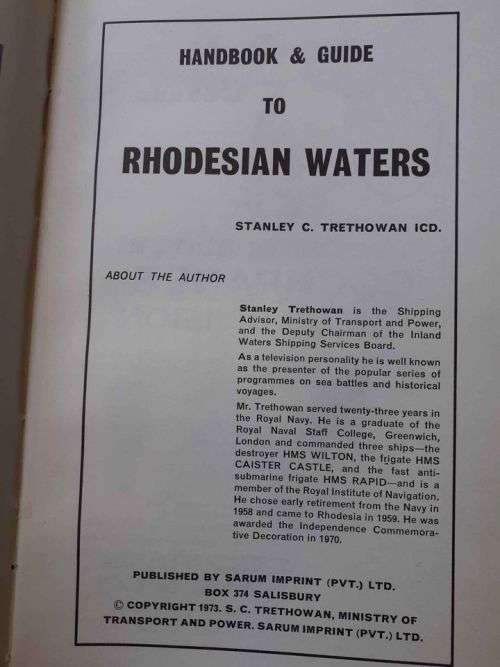 HANDBOOK & GUIDE
TO
RHODESIAN WATERS
STANLEY C. TRETHOWAN ICD.
ABOUT THE AUTHOR
Stanley Trethowan is the Shipping
Advisor, Ministry of Transport and Power,
and the Deputy Chairman of the Inland
Waters Shipping Services Board.
As a television personality he is well known
as the presenter of the popular series of
programmes on sea battles and historical
voyages.
Mr. Trethowan served twenty-three years in
the Royal Navy. He is a graduate of the
Royal Naval Staff College, Greenwich,
London and commanded three ships—the
destroyer HMS WILTON, the frigate HMS
CAISTER CASTLE, and the fast anti-
submarine frigate HMS RAPID—and is a
member of the Royal Institute of Navigation.
He chose early retirement from the Navy in
1958 and came to Rhodesia in 1959. He was
awarded the Independence Commemora-
tive Decoration in 1970.
PUBLISHED BY SARUM IMPRINT (PVT.) LTD.
BOX 374 SALISBURY
© COPYRIGHT 1973. S. C. TRETHOWAN, MINISTRY OF
TRANSPORT AND POWER. SARUM IMPRINT (PVT.) LTD.